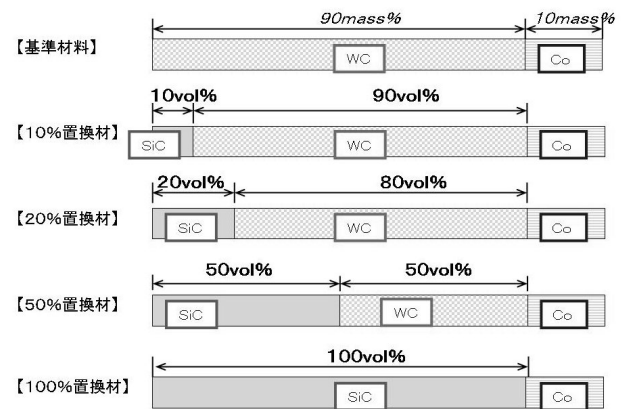 90mass% 10mass%
【基準材料】 WC Co
10vol% 90vol%
【10%置換材】 SiC WC Co
20vol% 80vol%
【20%置換材】 SiC WC Co
50vol% 50vol%
【50%置換材】 SiC WC Co
100vol%
【100%置換材】 SiC Co